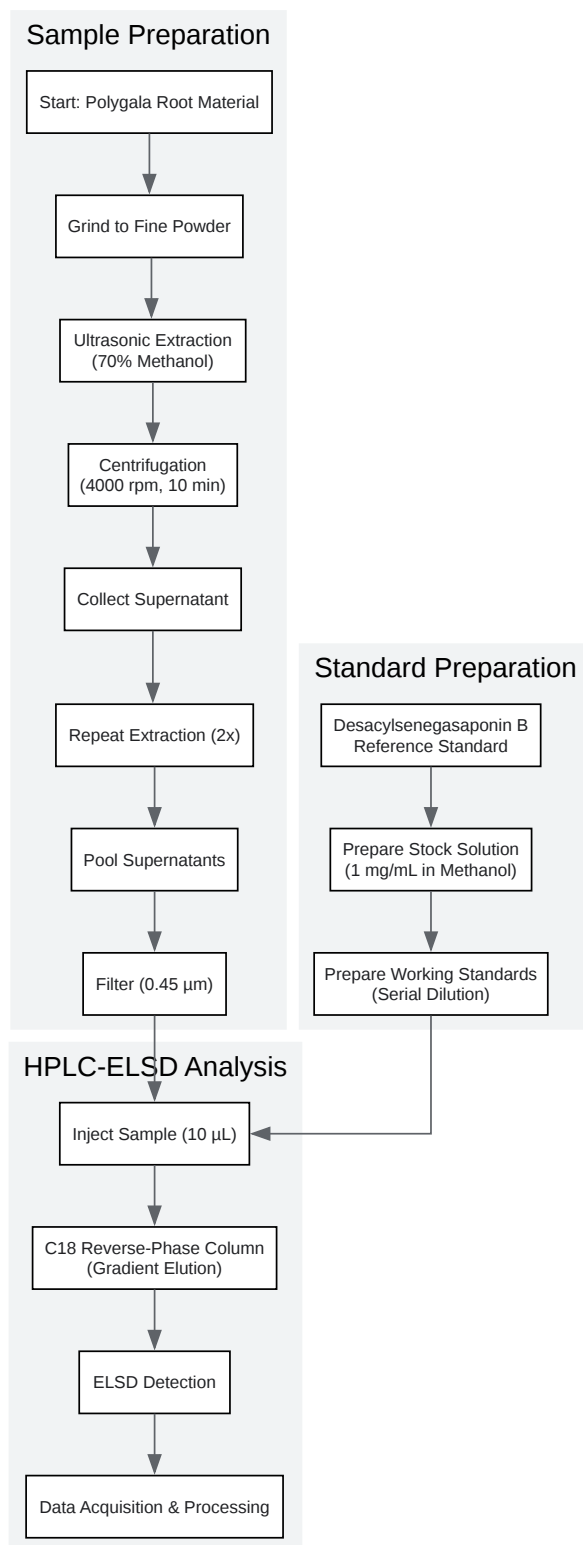 Sample Preparation
Start: Polygala Root Material
Grind to Fine Powder
Ultrasonic Extraction
(70% Methanol)
Centrifugation
(4000 rpm, 10 min)
Collect Supernatant
Repeat Extraction (2x)
Pool Supernatants
Filter (0.45 µm)
Standard Preparation
Desacylsenegasaponin B
Reference Standard
Prepare Stock Solution
(1 mg/mL in Methanol)
Prepare Working Standards
(Serial Dilution)
HPLC-ELSD Analysis
Inject Sample (10 µL)
C18 Reverse-Phase Column
(Gradient Elution)
ELSD Detection
Data Acquisition & Processing